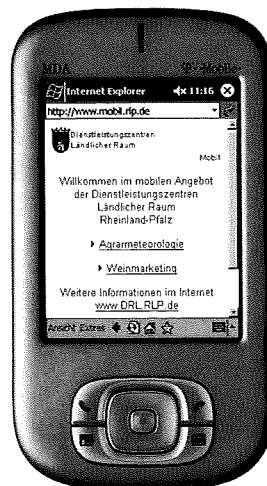 MDA T-Mobile
Internet Explorer 11:16
http://www.mobil.rlp.de
Dienstleistungszentren
Ländlicher Raum
Mobil
Willkommen im mobilen Angebot
der Dienstleistungszentren
Ländlicher Raum
Rheinland-Pfalz
Agrarmeteorologie
Weinmarketing
Weitere Informationen im Internet
www.DRL.RLP.de
Ansicht Extras